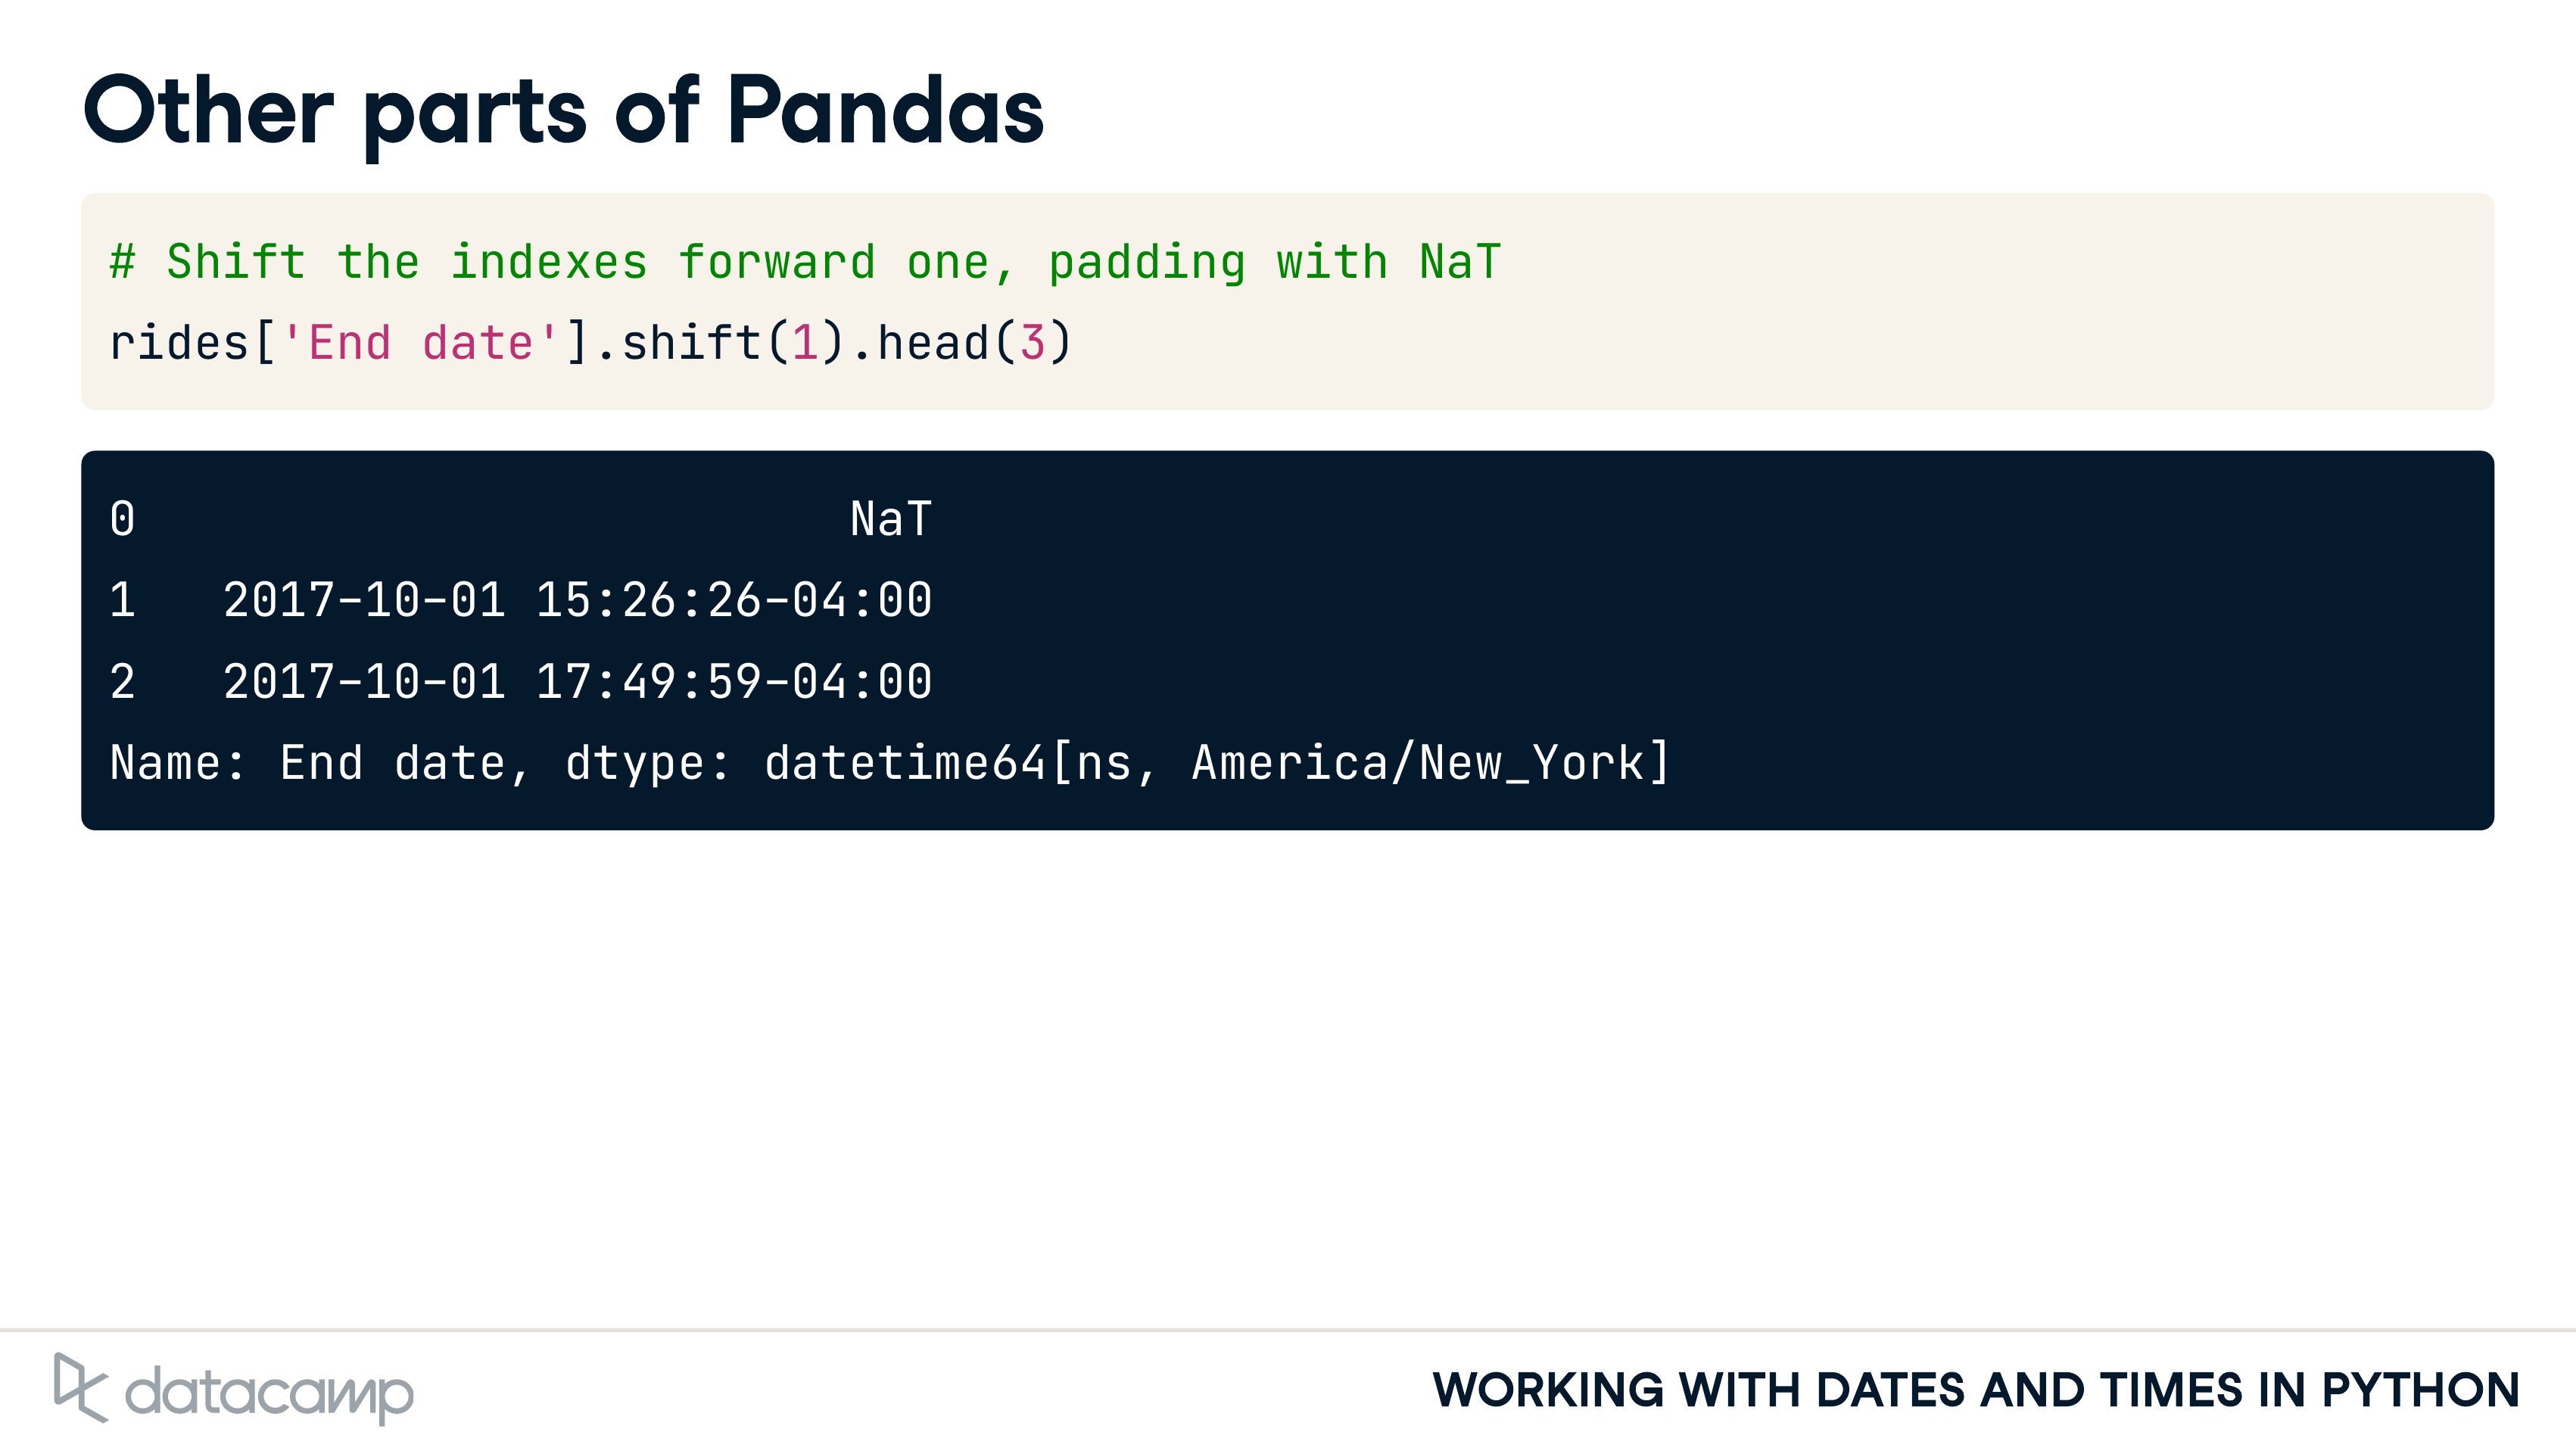 Other parts of Pandas
# Shift the indexes forward one, padding with NaT
rides['End date'].shift(1).head(3)
0                          NaT
1   2017-10-01 15:26:26-04:00
2   2017-10-01 17:49:59-04:00
Name: End date, dtype: datetime64[ns, America/New_York]
datacamp
WORKING WITH DATES AND TIMES IN PYTHON